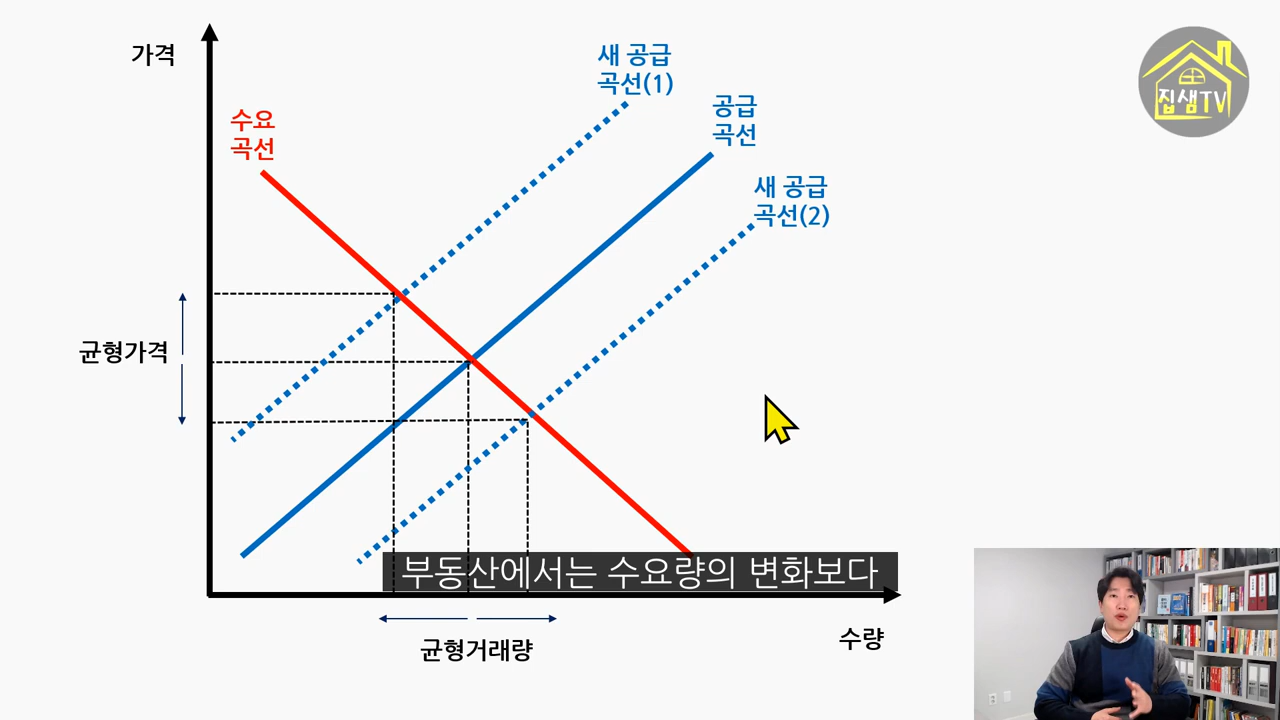 가격
새 공급
곡선(1)
집샘TV
공급
곡선
수요
곡선
새 공급
곡선(2)
균형가격
부동산에서는 수요량의 변화보다
수량
균형거래량